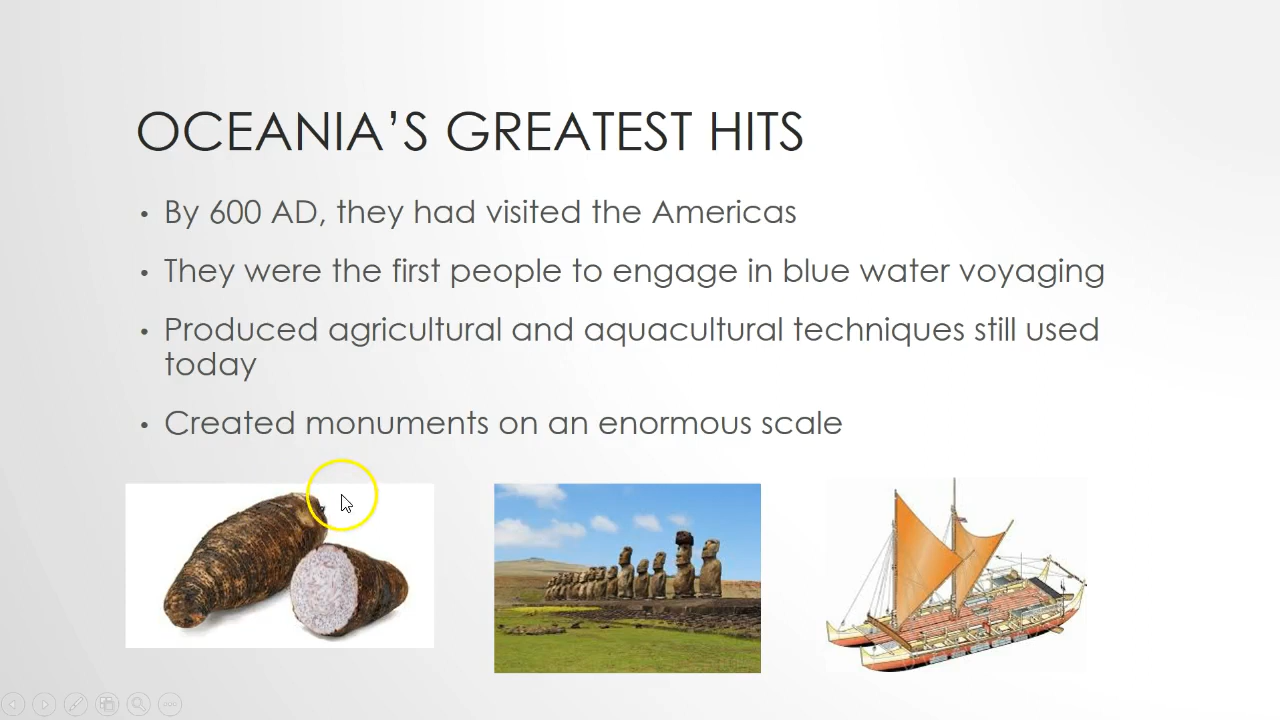 OCEANIA’S GREATEST HITS
• By 600 AD, they had visited the Americas
• They were the first people to engage in blue water voyaging
• Produced agricultural and aquacultural techniques still used
today
• Created monuments on an enormous scale